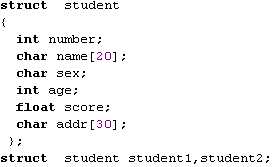 struct  student
{
  int number;
  char name[20];
  char sex;
  int age;
  float score;
  char addr[30];
 };
struct  student student1,student2;